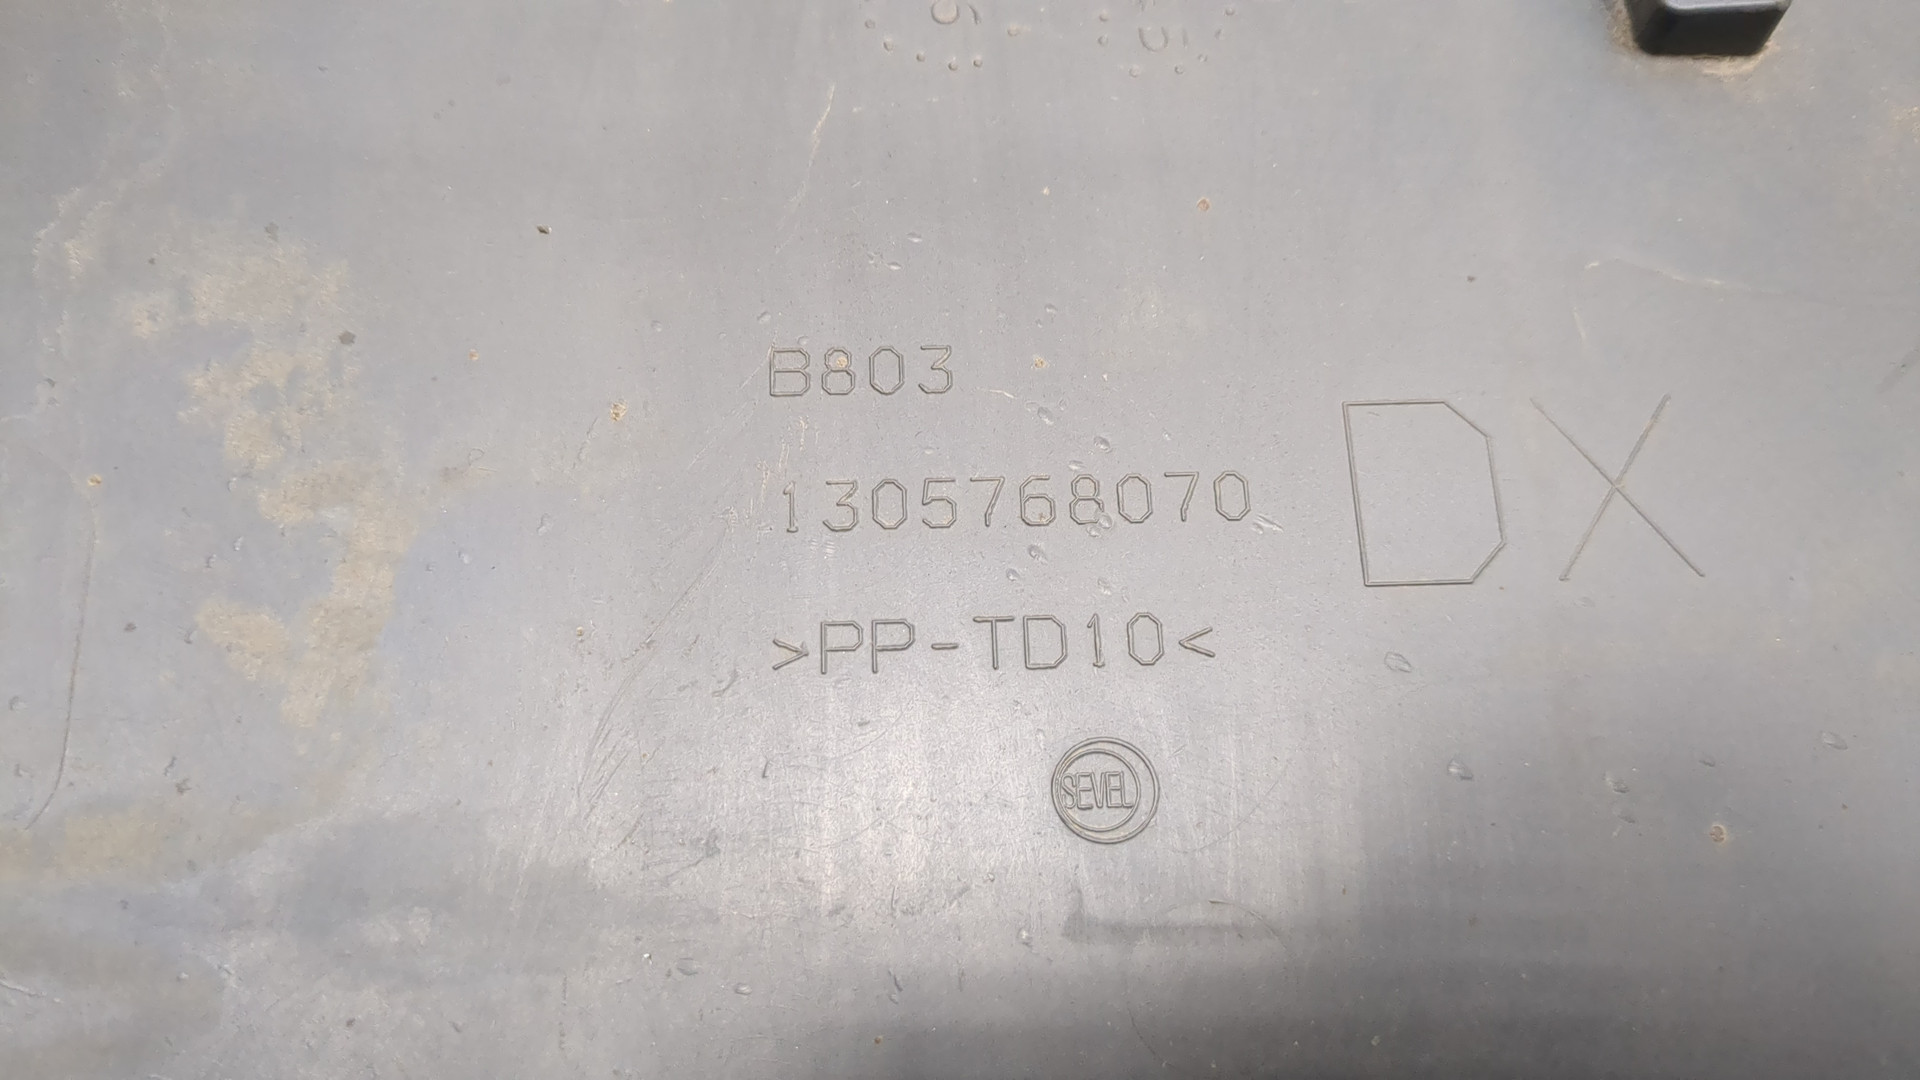 B803
1305768070
DX
>PP-TD10<
SEVEL